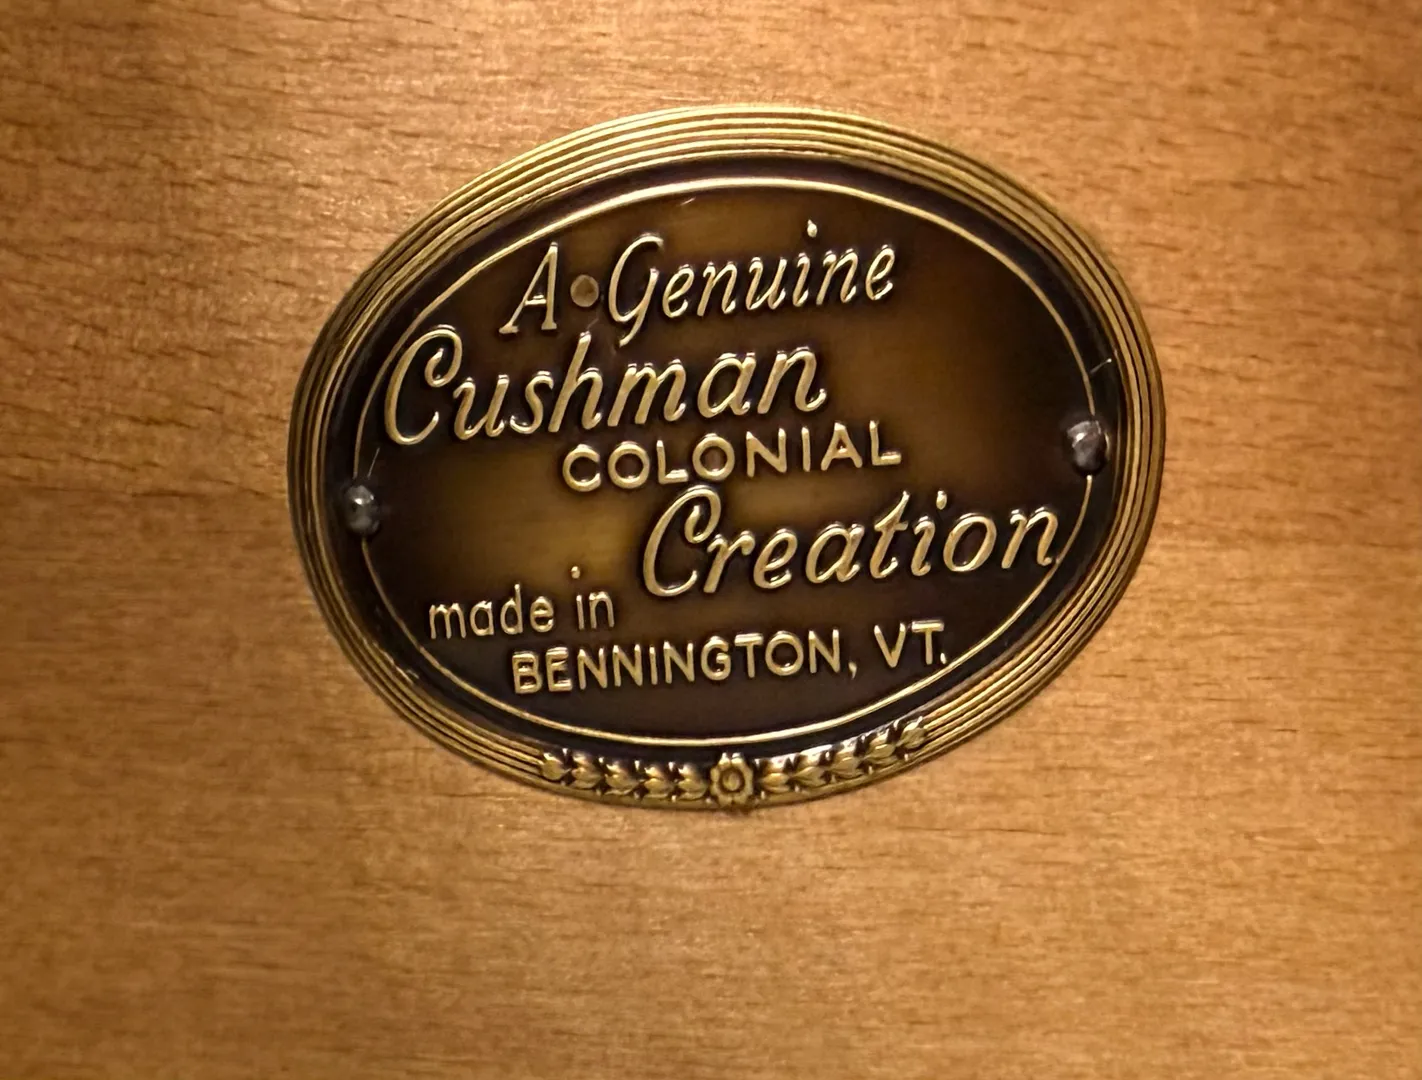 A Genuine
Cushman
COLONIAL
Creation
made in
BENNINGTON, VT.